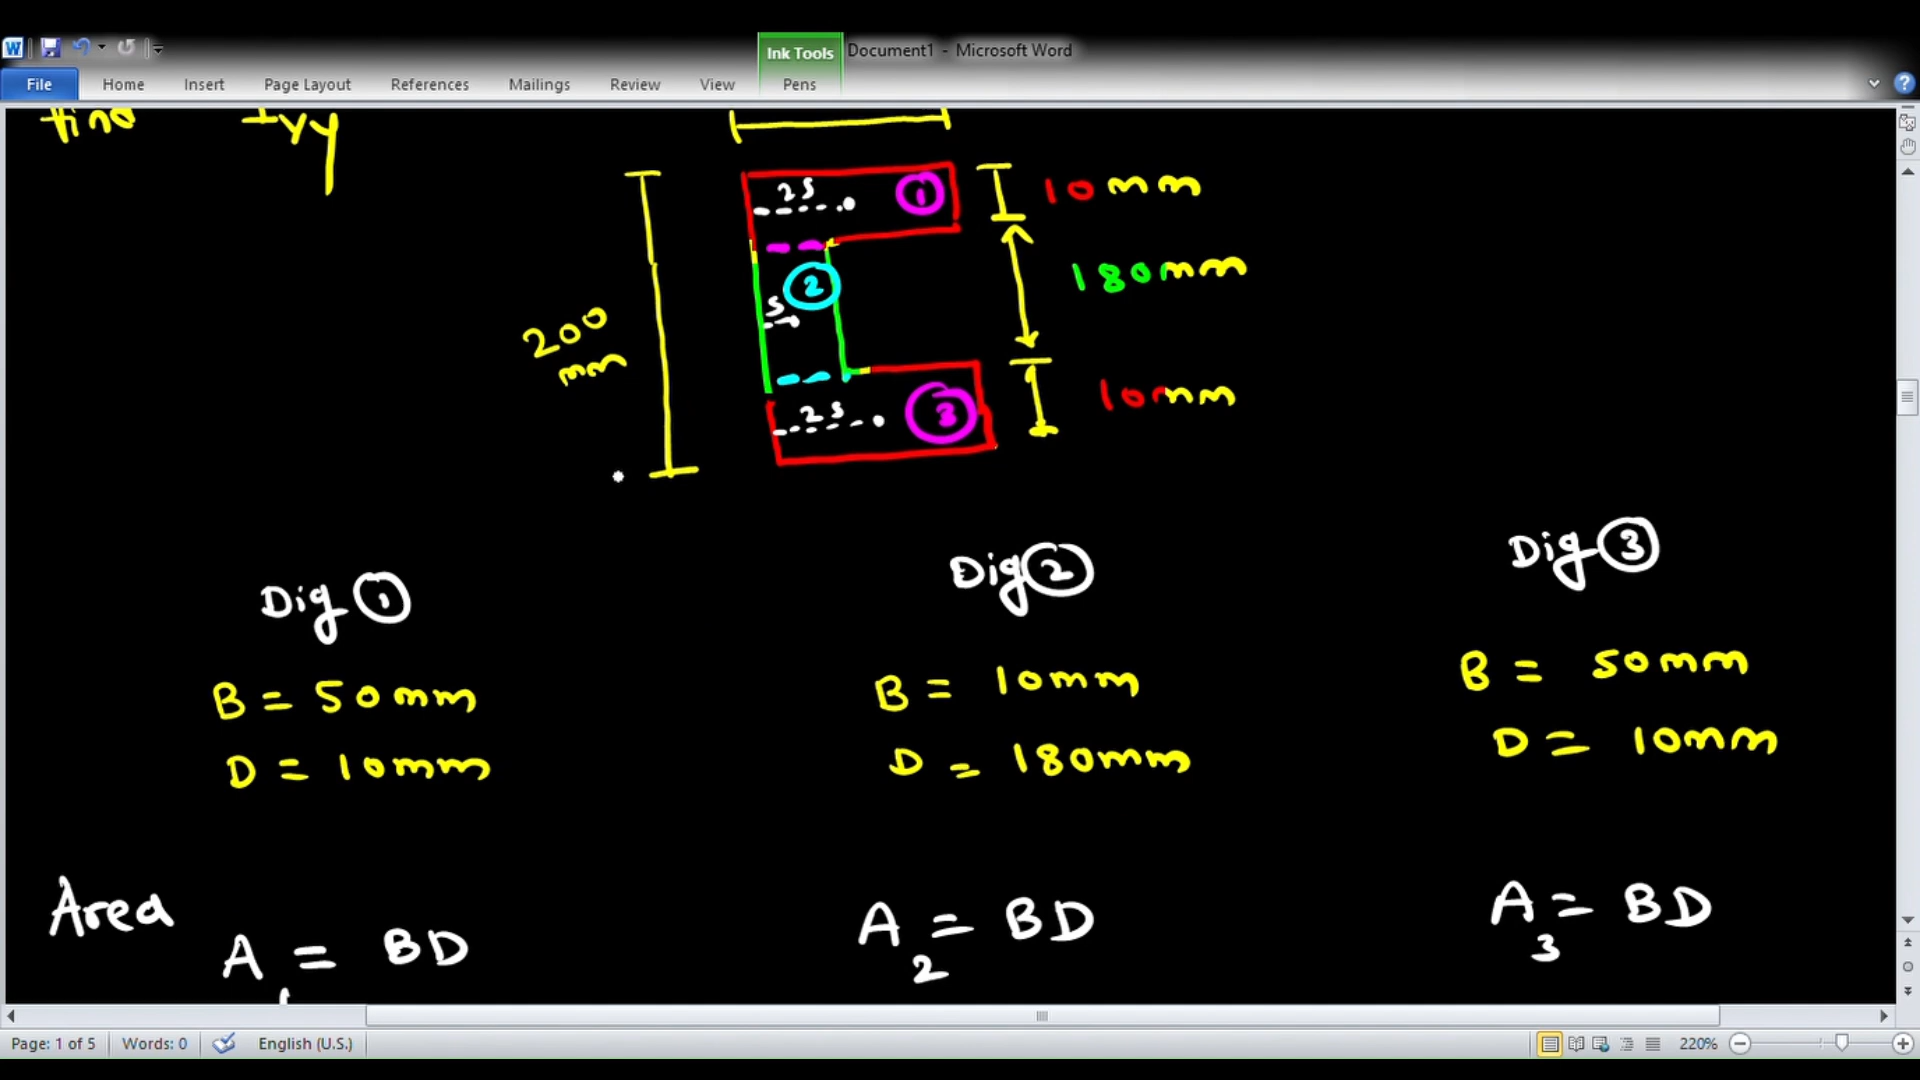 Ink Tools Document1 - Microsoft Word
File Home Insert Page Layout References Mailings Review View Pens
find Iyy
25 1 10mm
2 180mm
5
200
mm
25 3 10mm
Dig 1 Dig 2 Dig 3
B = 50mm B = 10mm B = 50mm
D = 10mm D = 180mm D = 10mm
Area A1 = BD A2 = BD A3 = BD
Page: 1 of 5 Words: 0 English (U.S.) 220%